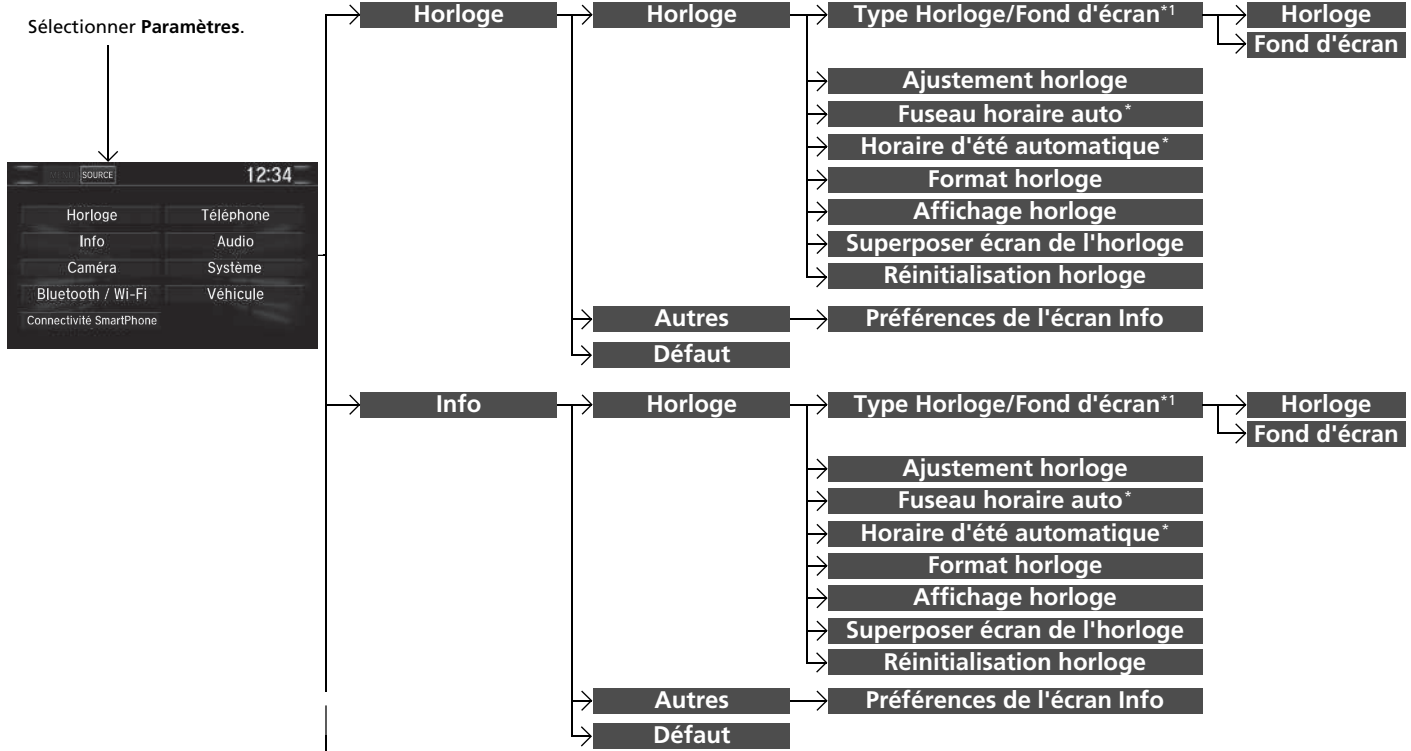 Sélectionner Paramètres.
SOURCE 12:34
Horloge Téléphone
Info Audio
Caméra Système
Bluetooth / Wi-Fi Véhicule
Connectivité SmartPhone
Horloge Horloge Type Horloge/Fond d'écran*1 Horloge
Fond d'écran
Ajustement horloge
Fuseau horaire auto*
Horaire d'été automatique*
Format horloge
Affichage horloge
Superposer écran de l'horloge
Réinitialisation horloge
Autres Préférences de l'écran Info
Défaut
Info Horloge Type Horloge/Fond d'écran*1 Horloge
Fond d'écran
Ajustement horloge
Fuseau horaire auto*
Horaire d'été automatique*
Format horloge
Affichage horloge
Superposer écran de l'horloge
Réinitialisation horloge
Autres Préférences de l'écran Info
Défaut